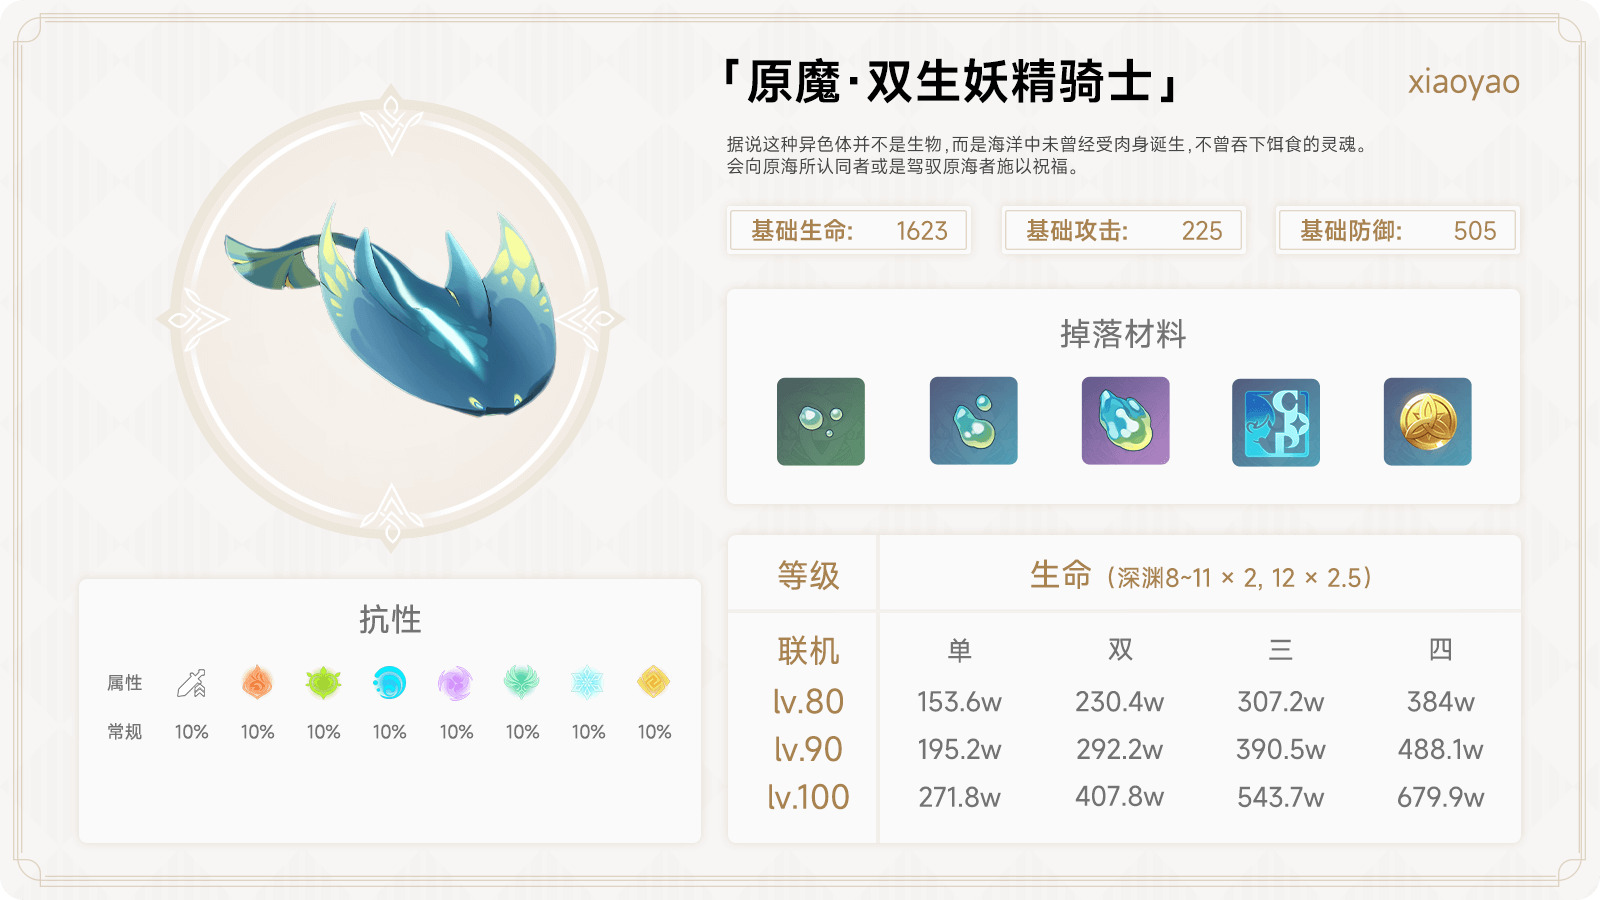 「原魔·双生妖精骑士」
xiaoyao
据说这种异色体并不是生物,而是海洋中未曾经受肉身诞生,不曾吞下饵食的灵魂。
会向原海所认同者或是驾驭原海者施以祝福。
基础生命: 1623
基础攻击: 225
基础防御: 505
掉落材料
抗性
属性
常规 10% 10% 10% 10% 10% 10% 10% 10%
等级 生命(深渊8~11 × 2, 12 × 2.5)
联机 单 双 三 四
lv.80 153.6w 230.4w 307.2w 384w
lv.90 195.2w 292.2w 390.5w 488.1w
lv.100 271.8w 407.8w 543.7w 679.9w